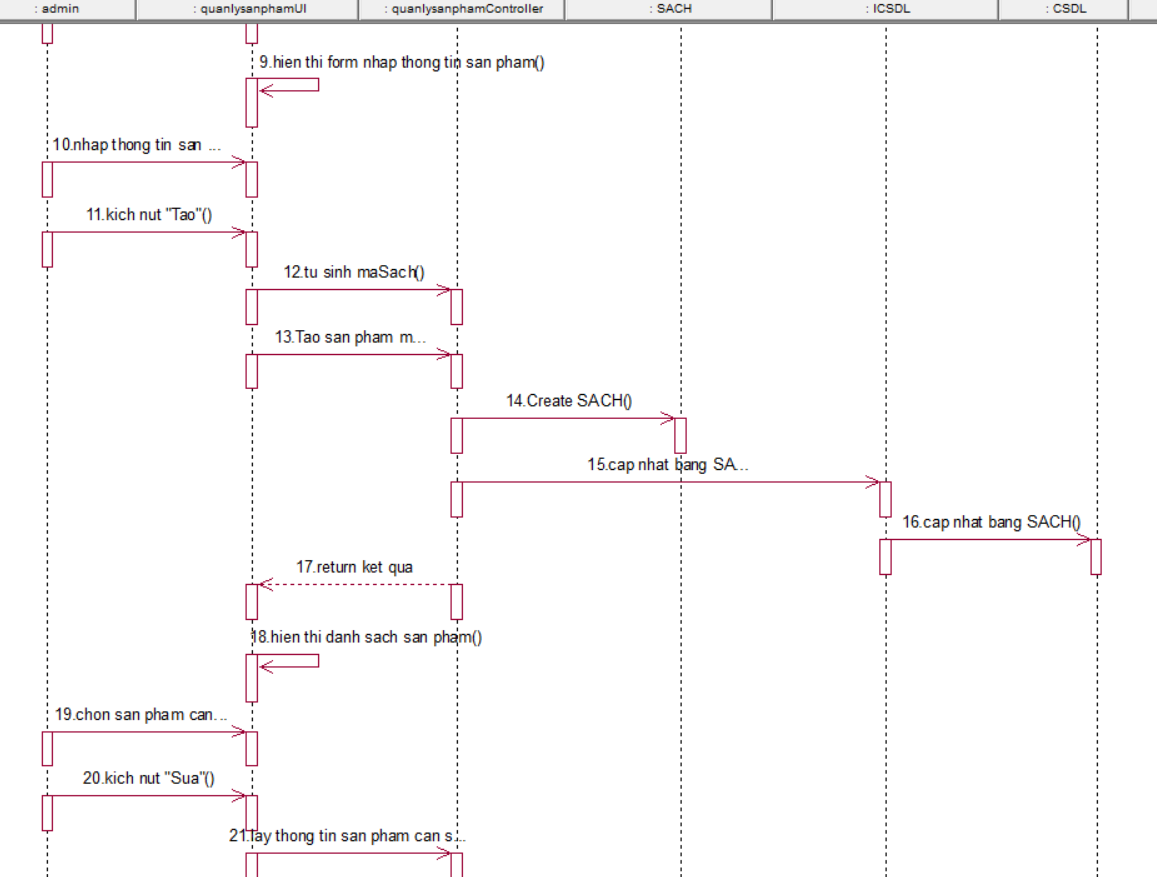 : admin
: quanlysanphamUI
: quanlysanphamController
: SACH
: ICSDL
: CSDL
9.hien thi form nhap thong tin san pham()
10.nhap thong tin san ...
11.kich nut "Tao"()
12.tu sinh maSach()
13.Tao san pham m...
14.Create SACH()
15.cap nhat bang SA...
16.cap nhat bang SACH()
17.return ket qua
18.hien thi danh sach san pham()
19.chon san pham can...
20.kich nut "Sua"()
21.lay thong tin san pham can s...